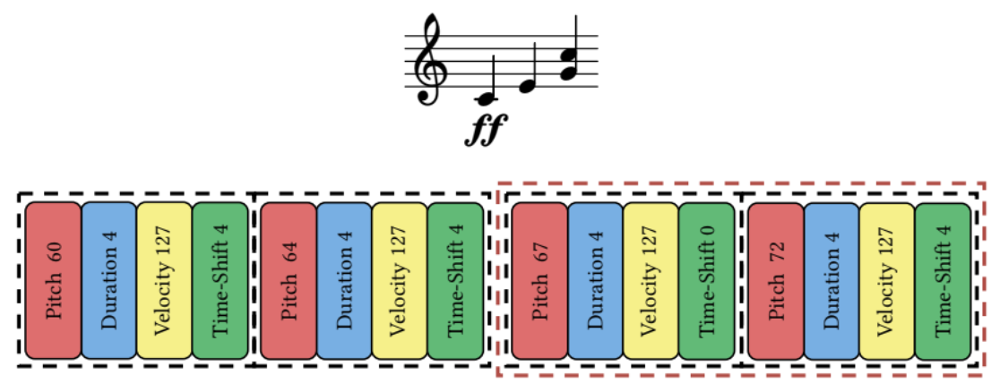 ff
Pitch 60
Duration 4
Velocity 127
Time-Shift 4
Pitch 64
Duration 4
Velocity 127
Time-Shift 4
Pitch 67
Duration 4
Velocity 127
Time-Shift 0
Pitch 72
Duration 4
Velocity 127
Time-Shift 4